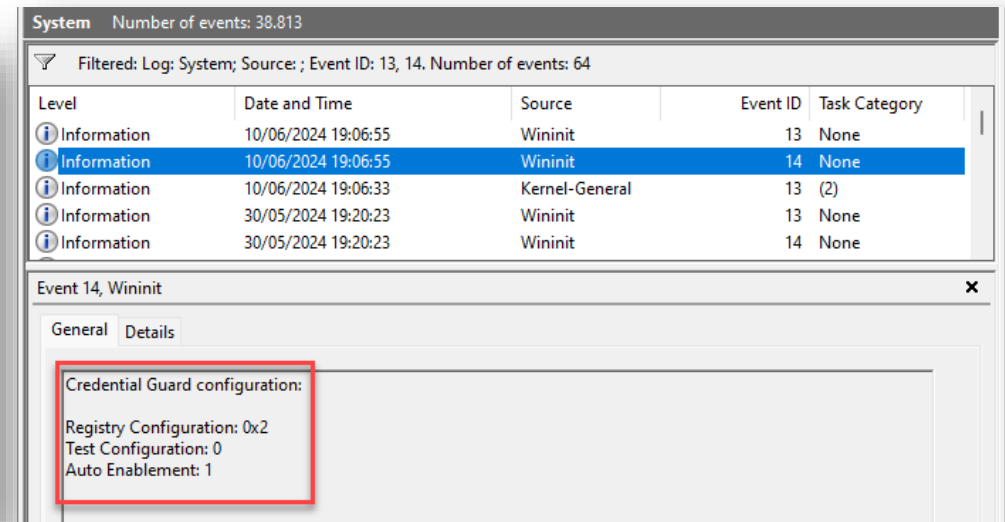 System Number of events: 38.813
Filtered: Log: System; Source: ; Event ID: 13, 14. Number of events: 64
Level Date and Time Source Event ID Task Category
Information 10/06/2024 19:06:55 Wininit 13 None
Information 10/06/2024 19:06:55 Wininit 14 None
Information 10/06/2024 19:06:33 Kernel-General 13 (2)
Information 30/05/2024 19:20:23 Wininit 13 None
Information 30/05/2024 19:20:23 Wininit 14 None
Event 14, Wininit
General Details
Credential Guard configuration:
Registry Configuration: 0x2
Test Configuration: 0
Auto Enablement: 1